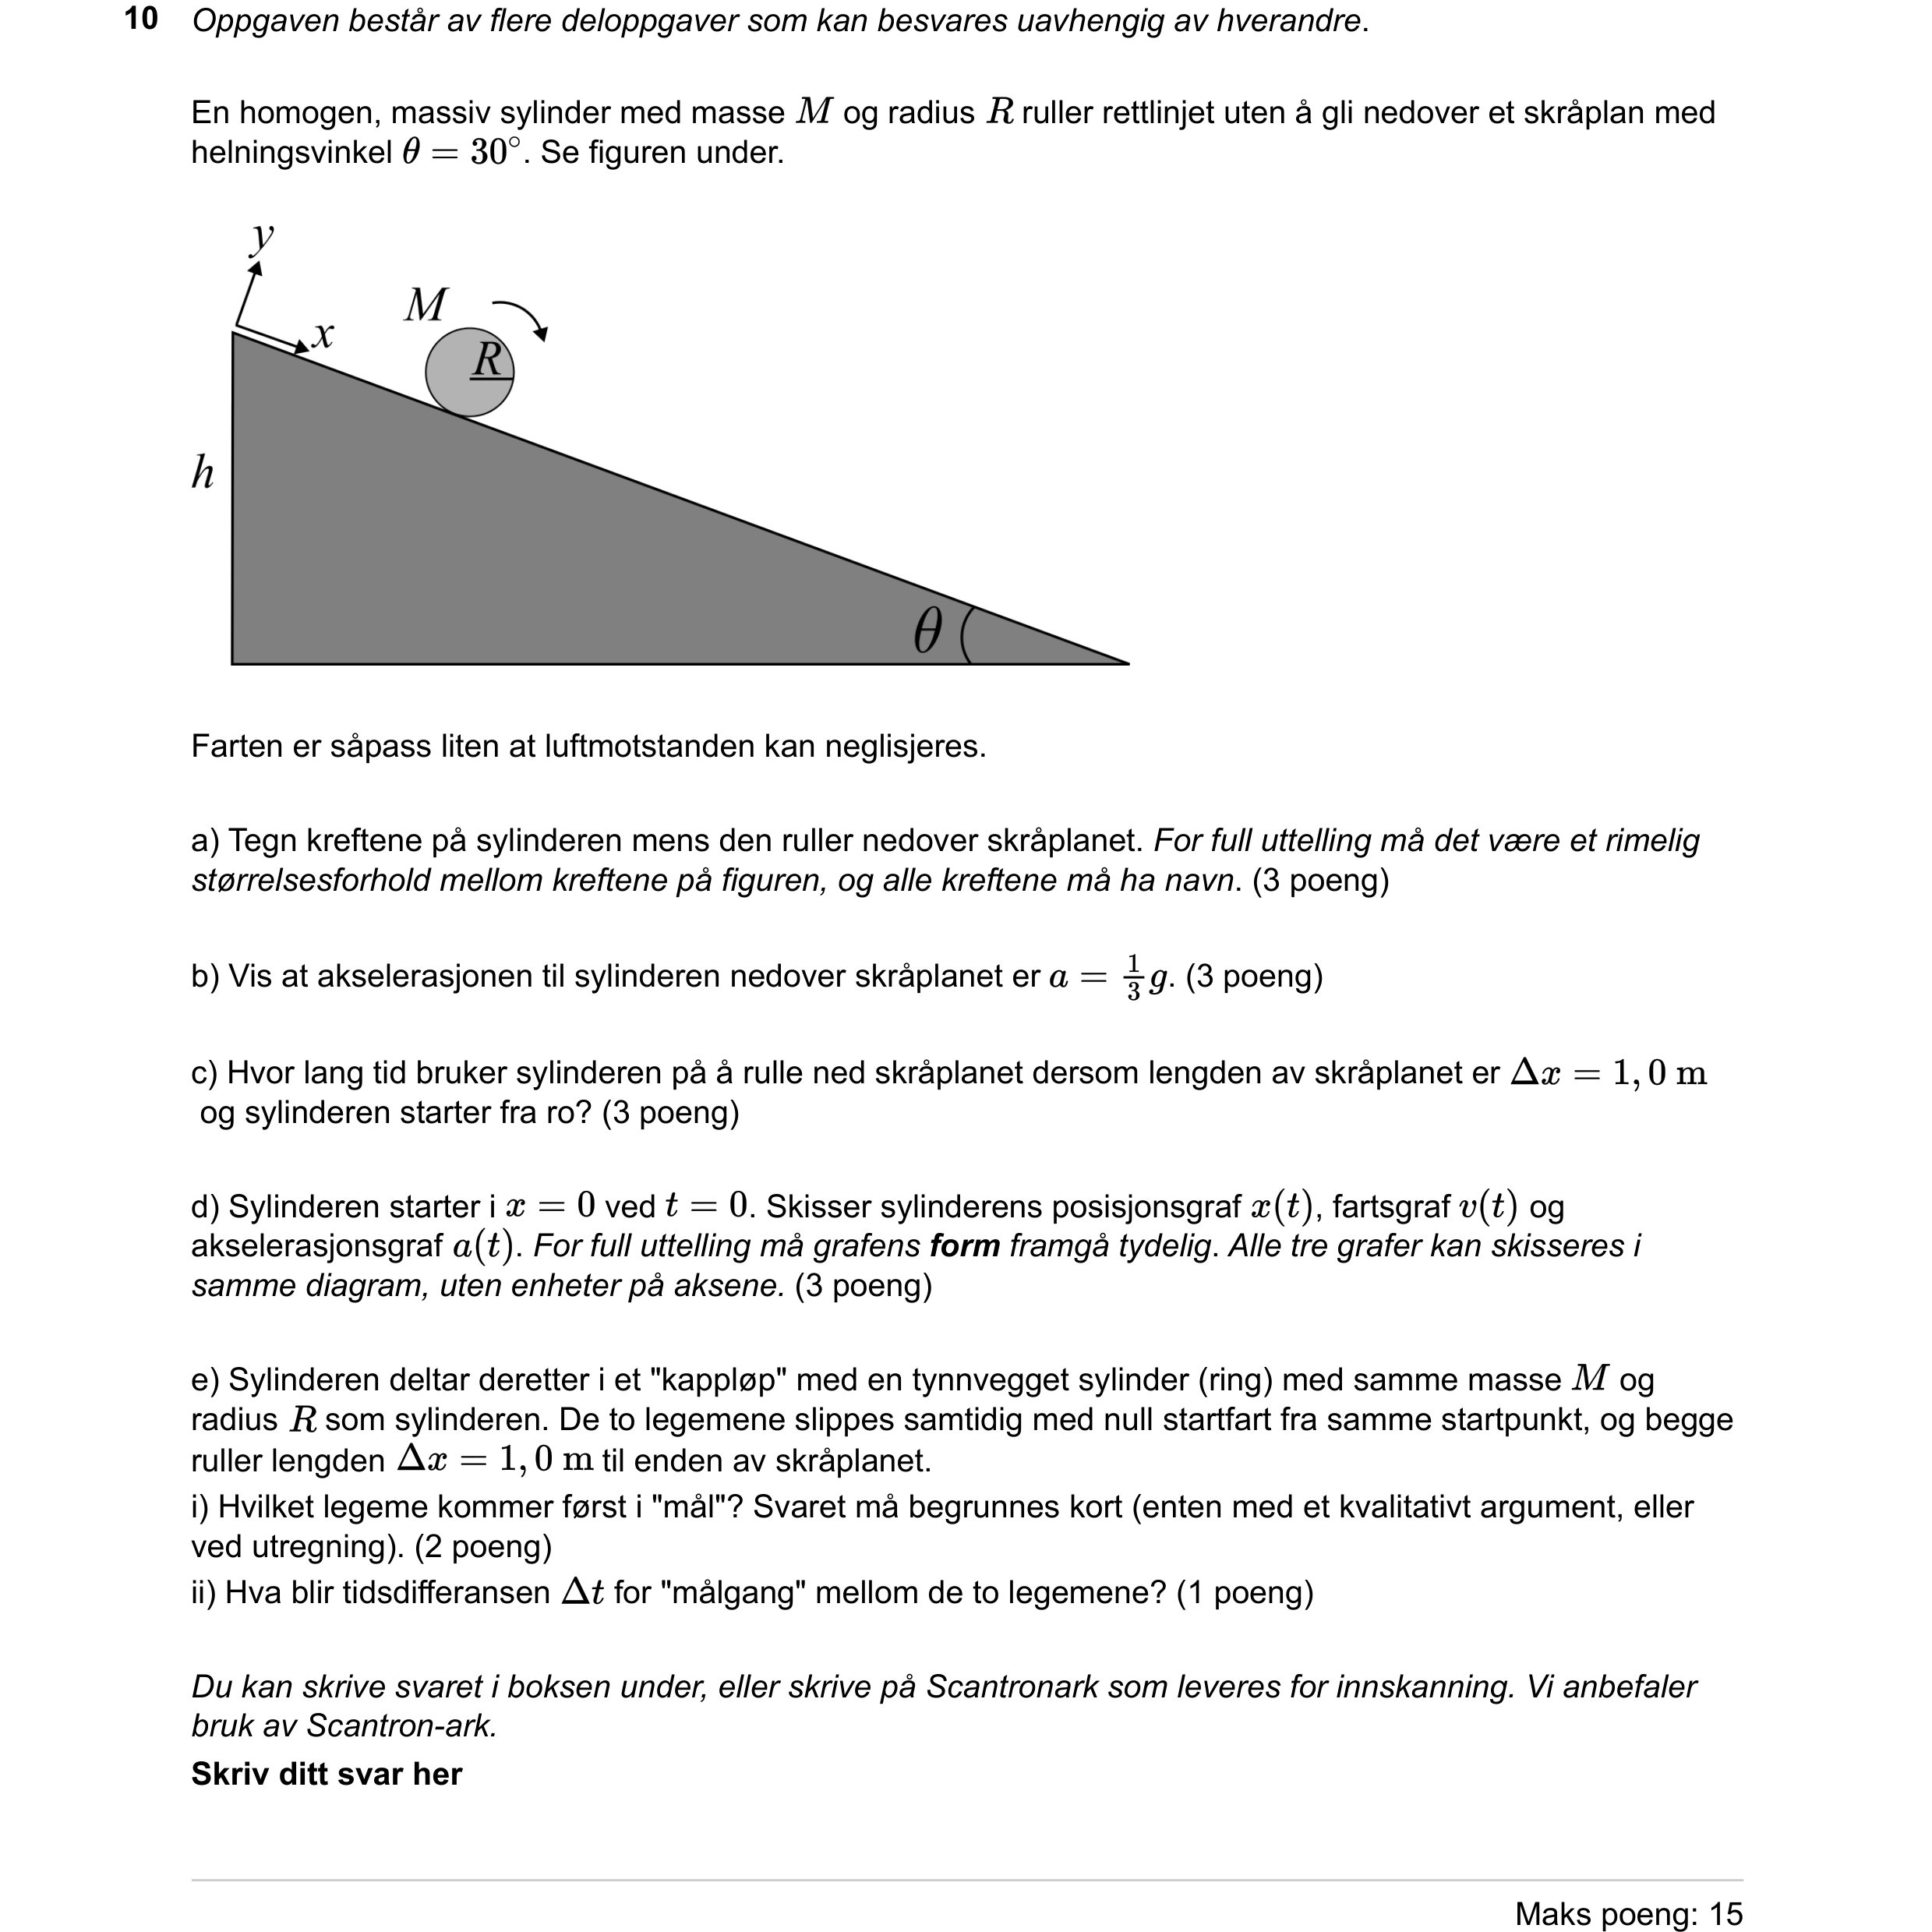 10 Oppgaven består av flere deloppgaver som kan besvares uavhengig av hverandre.
En homogen, massiv sylinder med masse M og radius R ruller rettlinjet uten å gli nedover et skråplan med
helningsvinkel θ = 30°. Se figuren under.
y
x
M
R
h
θ
Farten er såpass liten at luftmotstanden kan neglisjeres.
a) Tegn kreftene på sylinderen mens den ruller nedover skråplanet. For full uttelling må det være et rimelig
størrelsesforhold mellom kreftene på figuren, og alle kreftene må ha navn. (3 poeng)
b) Vis at akselerasjonen til sylinderen nedover skråplanet er a = 1/3 g. (3 poeng)
c) Hvor lang tid bruker sylinderen på å rulle ned skråplanet dersom lengden av skråplanet er Δx = 1,0 m
og sylinderen starter fra ro? (3 poeng)
d) Sylinderen starter i x = 0 ved t = 0. Skisser sylinderens posisjonsgraf x(t), fartsgraf v(t) og
akselerasjonsgraf a(t). For full uttelling må grafens form framgå tydelig. Alle tre grafer kan skisseres i
samme diagram, uten enheter på aksene. (3 poeng)
e) Sylinderen deltar deretter i et "kappløp" med en tynnvegget sylinder (ring) med samme masse M og
radius R som sylinderen. De to legemene slippes samtidig med null startfart fra samme startpunkt, og begge
ruller lengden Δx = 1,0 m til enden av skråplanet.
i) Hvilket legeme kommer først i "mål"? Svaret må begrunnes kort (enten med et kvalitativt argument, eller
ved utregning). (2 poeng)
ii) Hva blir tidsdifferansen Δt for "målgang" mellom de to legemene? (1 poeng)
Du kan skrive svaret i boksen under, eller skrive på Scantronark som leveres for innskanning. Vi anbefaler
bruk av Scantron-ark.
Skriv ditt svar her
Maks poeng: 15